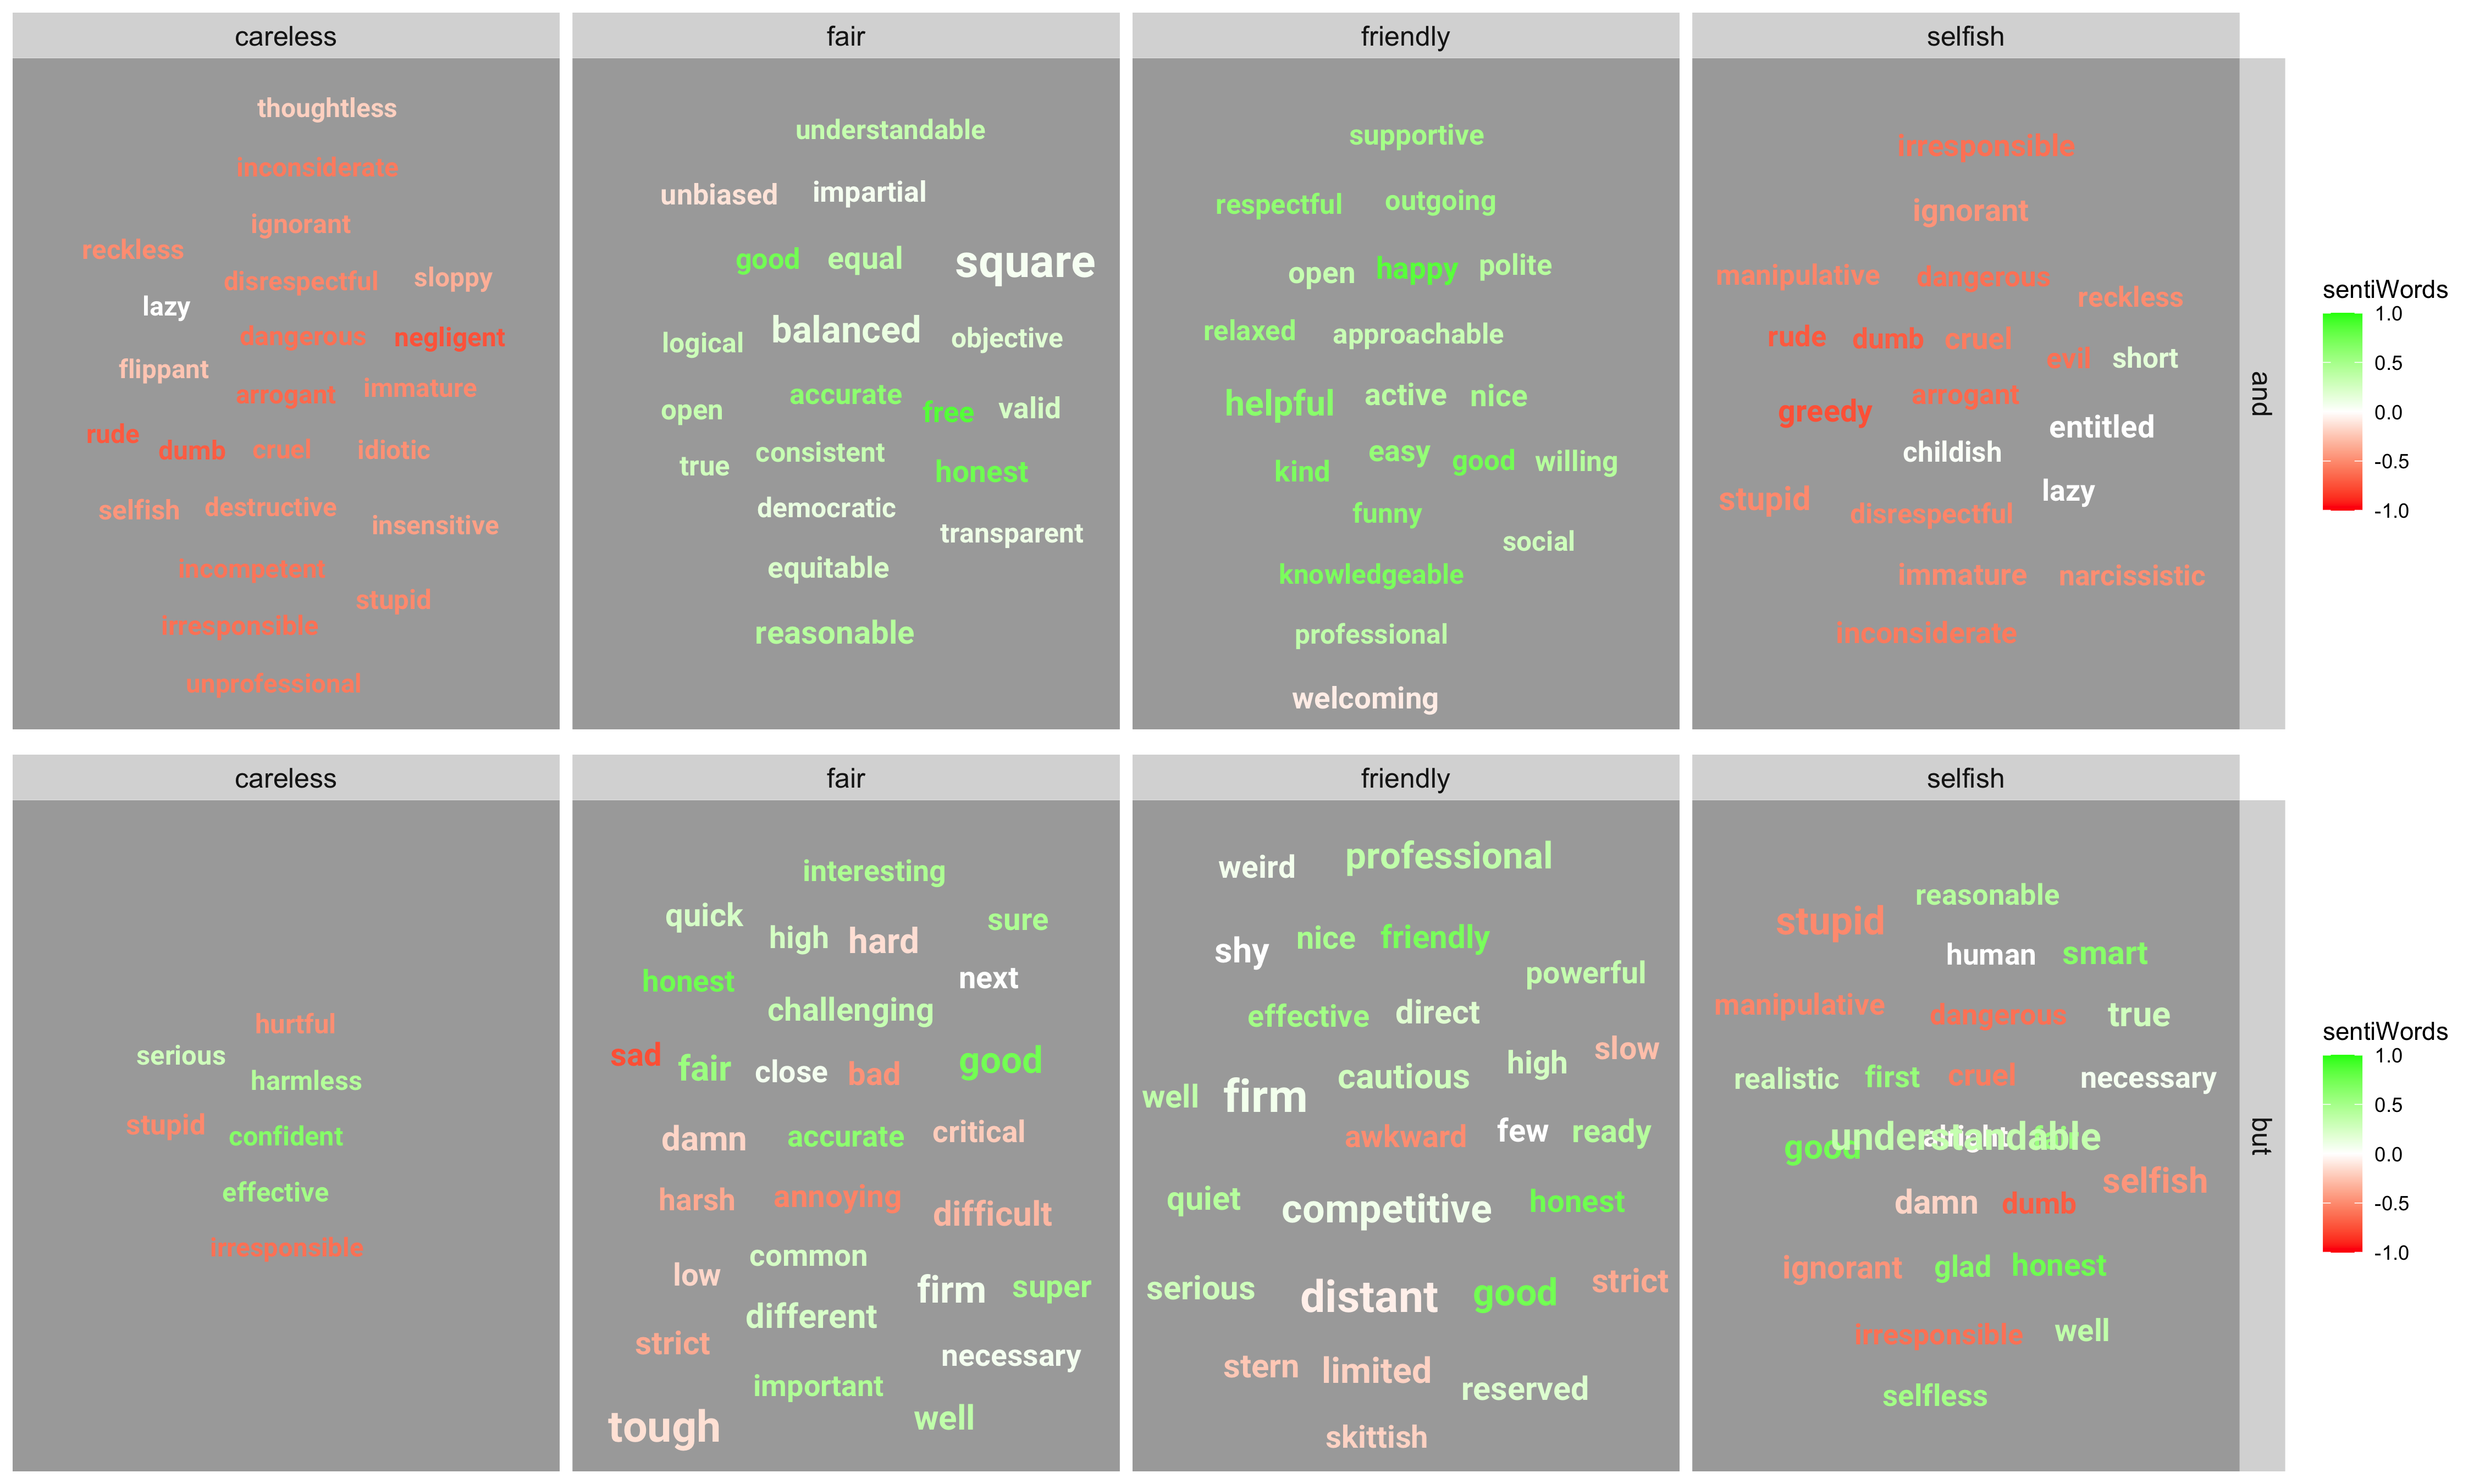 careless
thoughtless
inconsiderate
ignorant
reckless
disrespectful sloppy
lazy
dangerous negligent
flippant
arrogant immature
rude
dumb cruel idiotic
selfish destructive
insensitive
incompetent
stupid
irresponsible
unprofessional
fair
understandable
unbiased impartial
good equal square
logical balanced objective
accurate
open free valid
true consistent honest
democratic
transparent
equitable
reasonable
friendly
supportive
respectful outgoing
open happy polite
relaxed approachable
helpful active nice
kind easy good willing
funny
social
knowledgeable
professional
welcoming
selfish
irresponsible
ignorant
manipulative dangerous
reckless
rude dumb cruel
evil short
arrogant
greedy
entitled
childish
lazy
stupid
disrespectful
immature narcissistic
inconsiderate
and
sentiWords
1.0
0.5
0.0
-0.5
-1.0
careless
hurtful
serious
harmless
stupid
confident
effective
irresponsible
fair
interesting
quick sure
high hard
honest next
challenging
sad fair close bad good
damn accurate critical
harsh annoying difficult
common
low firm super
different
strict necessary
important
tough well
friendly
weird professional
shy nice friendly
powerful
effective direct
high slow
well firm cautious
awkward few ready
quiet competitive honest
serious distant good strict
stern limited
reserved
skittish
selfish
reasonable
stupid
human smart
manipulative dangerous true
realistic first cruel necessary
good understandable alright
selfish
damn dumb
ignorant glad honest
irresponsible well
selfless
but
sentiWords
1.0
0.5
0.0
-0.5
-1.0